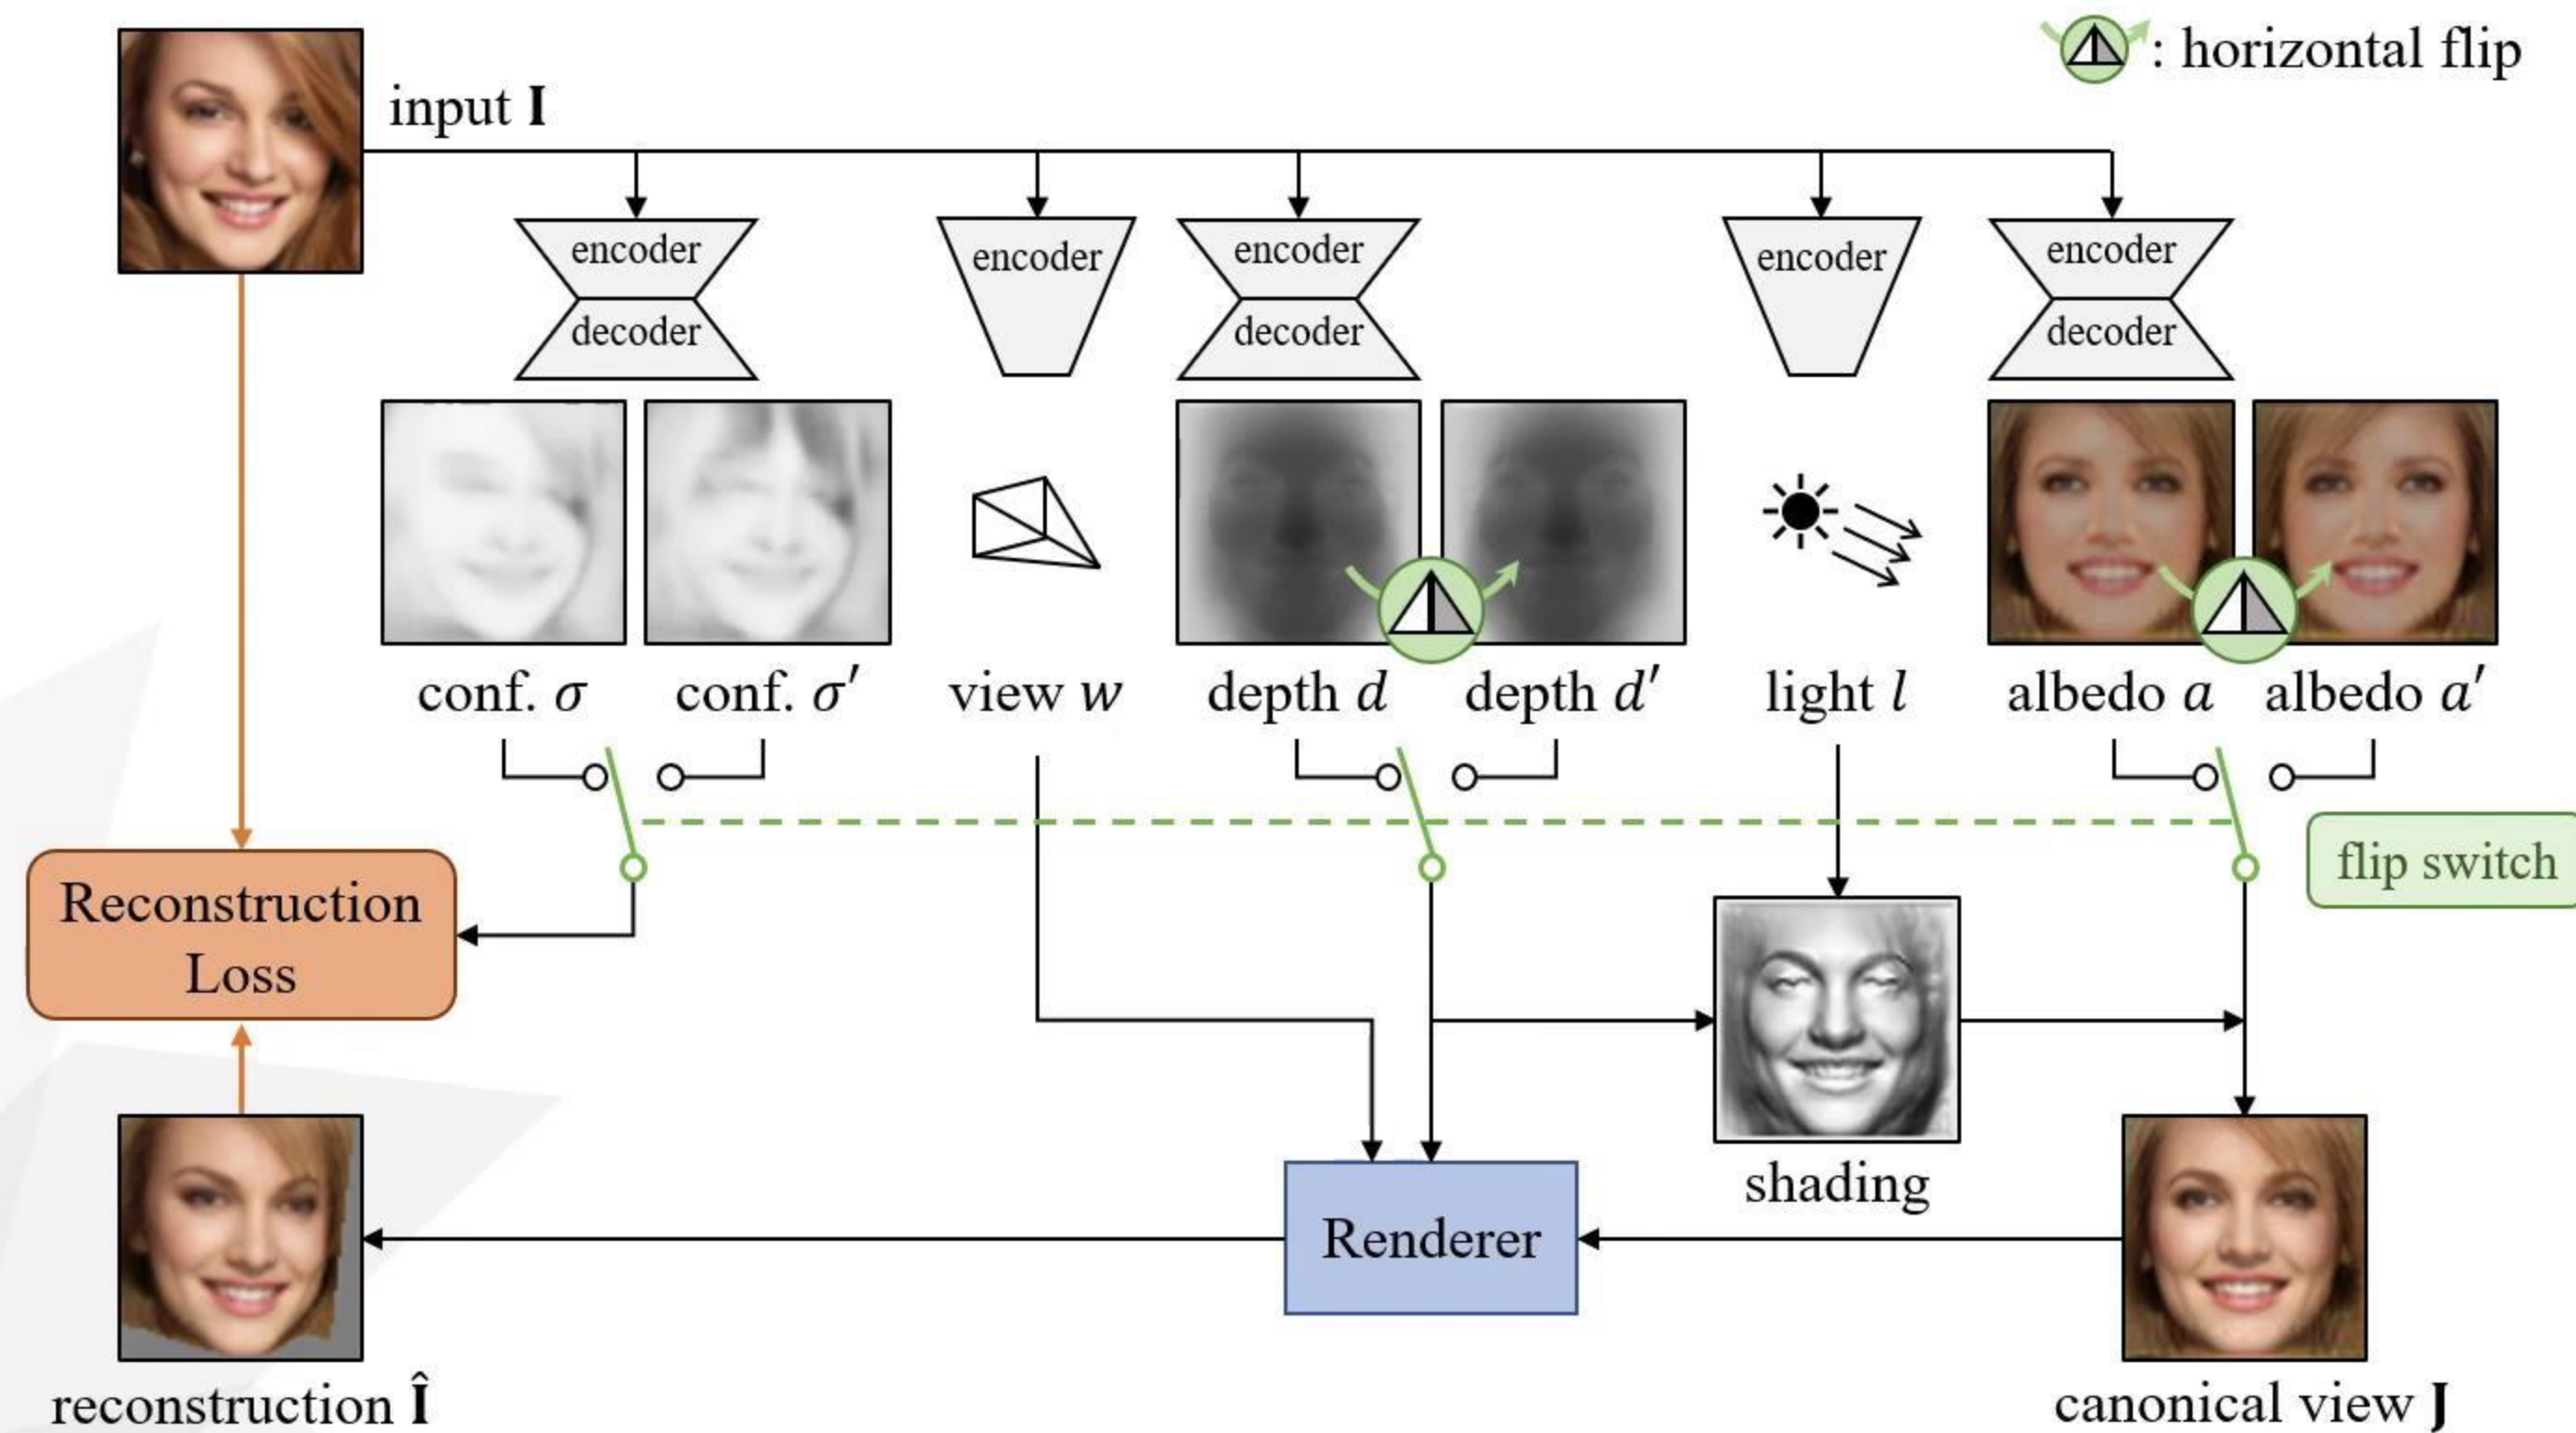 : horizontal flip
input I
encoder
decoder
encoder
encoder
decoder
encoder
encoder
decoder
conf. σ
conf. σ′
view w
depth d
depth d′
light l
albedo a
albedo a′
flip switch
Reconstruction
Loss
shading
Renderer
reconstruction Î
canonical view J